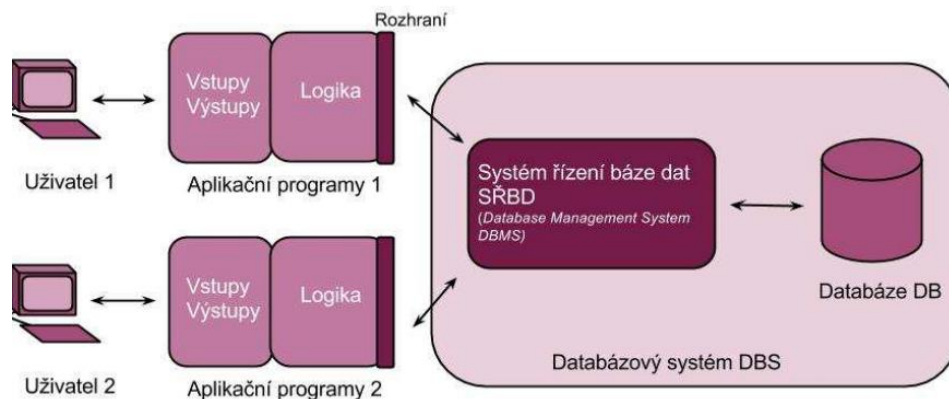 Rozhraní
Vstupy
Výstupy
Logika
Uživatel 1
Aplikační programy 1
Systém řízení báze dat
SŘBD
(Database Management System
DBMS)
Databáze DB
Vstupy
Výstupy
Logika
Uživatel 2
Aplikační programy 2
Databázový systém DBS